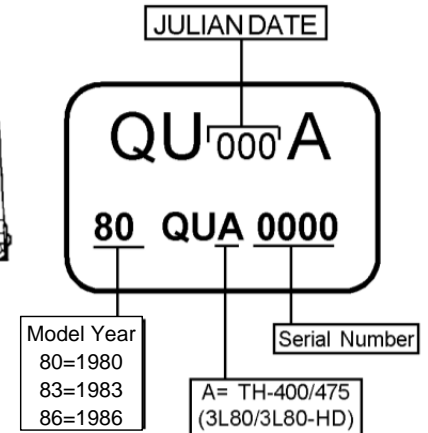 JULIAN DATE
QU 000 A
80 QUA 0000
Model Year
80=1980
83=1983
86=1986
Serial Number
A= TH-400/475
(3L80/3L80-HD)